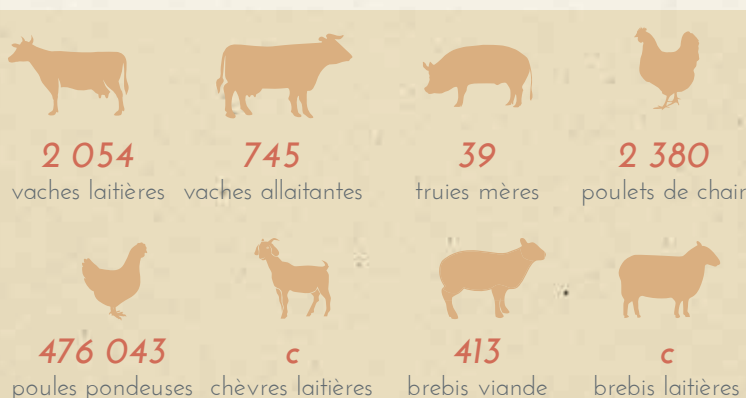 2 054 745 39 2 380
vaches laitières vaches allaitantes truies mères poulets de chair
476 043 c 413 c
poules pondeuses chèvres laitières brebis viande brebis laitières